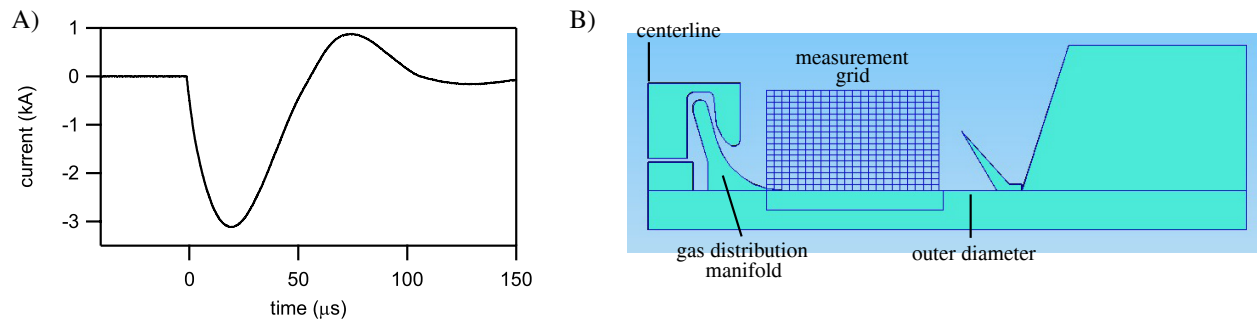 A)
1
0
-1
-2
-3
current (kA)
0
50
100
150
time (μs)
B)
centerline
measurement
grid
gas distribution
manifold
outer diameter